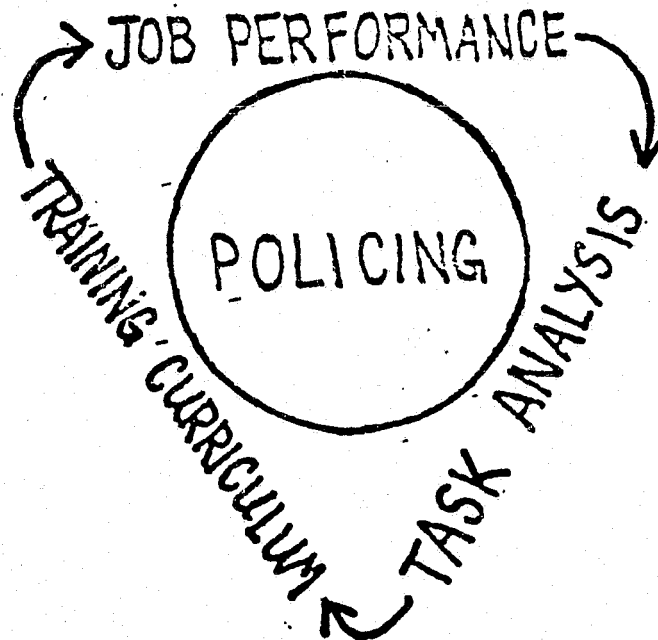 JOB PERFORMANCE
POLICING
TASK ANALYSIS
TRAINING CURRICULUM